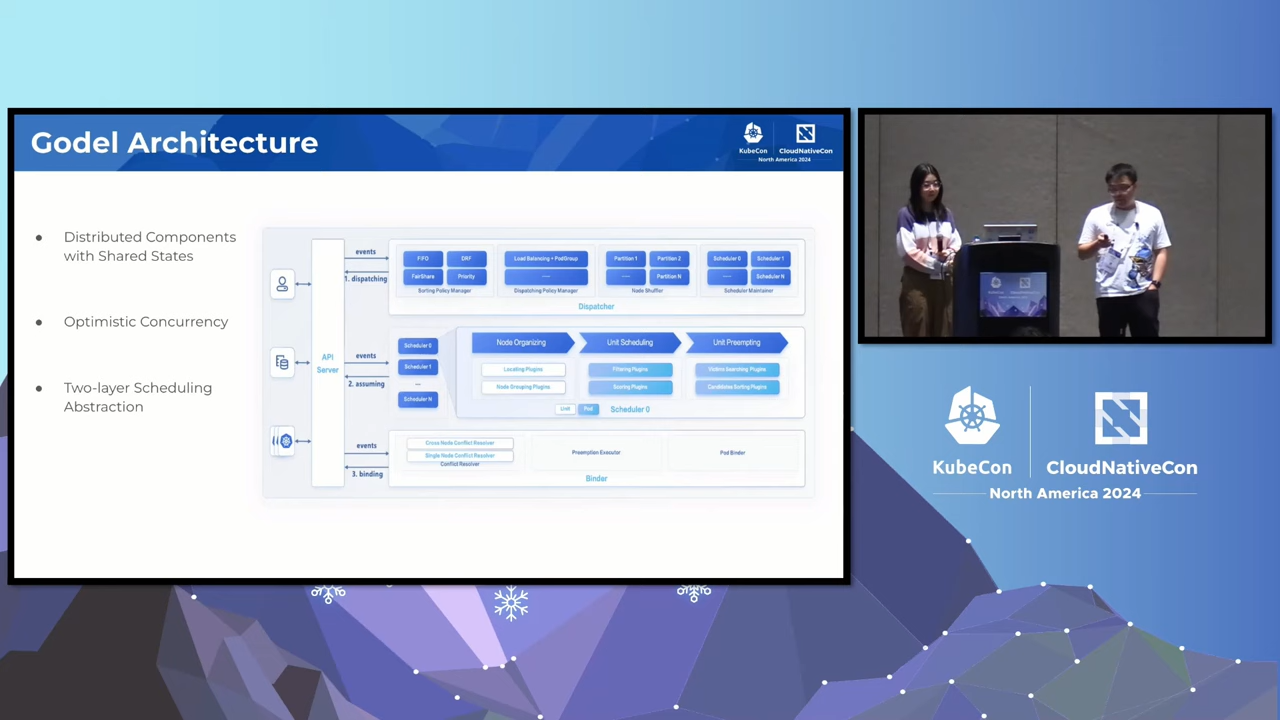 Godel Architecture
KubeCon
CloudNativeCon
North America 2024
Distributed Components
with Shared States
Optimistic Concurrency
Two-layer Scheduling
Abstraction
API
Server
events
1. dispatching
FIFO
DRF
FairShare
Priority
Sorting Policy Manager
Load Balancing + PodGroup
......
Dispatching Policy Manager
Partition 1
Partition 2
......
Partition N
Node Shuffler
Scheduler 0
Scheduler 1
......
Scheduler N
Scheduler Maintainer
Dispatcher
events
2. assuming
Scheduler 0
Scheduler 1
...
Scheduler N
Node Organizing
Unit Scheduling
Unit Preempting
Locating Plugins
Node Grouping Plugins
Filtering Plugins
Scoring Plugins
Victims Searching Plugins
Candidates Sorting Plugins
Unit
Pod
Scheduler 0
events
3. binding
Cross Node Conflict Resolver
Single Node Conflict Resolver
Conflict Resolver
Preemption Executor
Pod Binder
Binder
KubeCon
CloudNativeCon
North America 2024